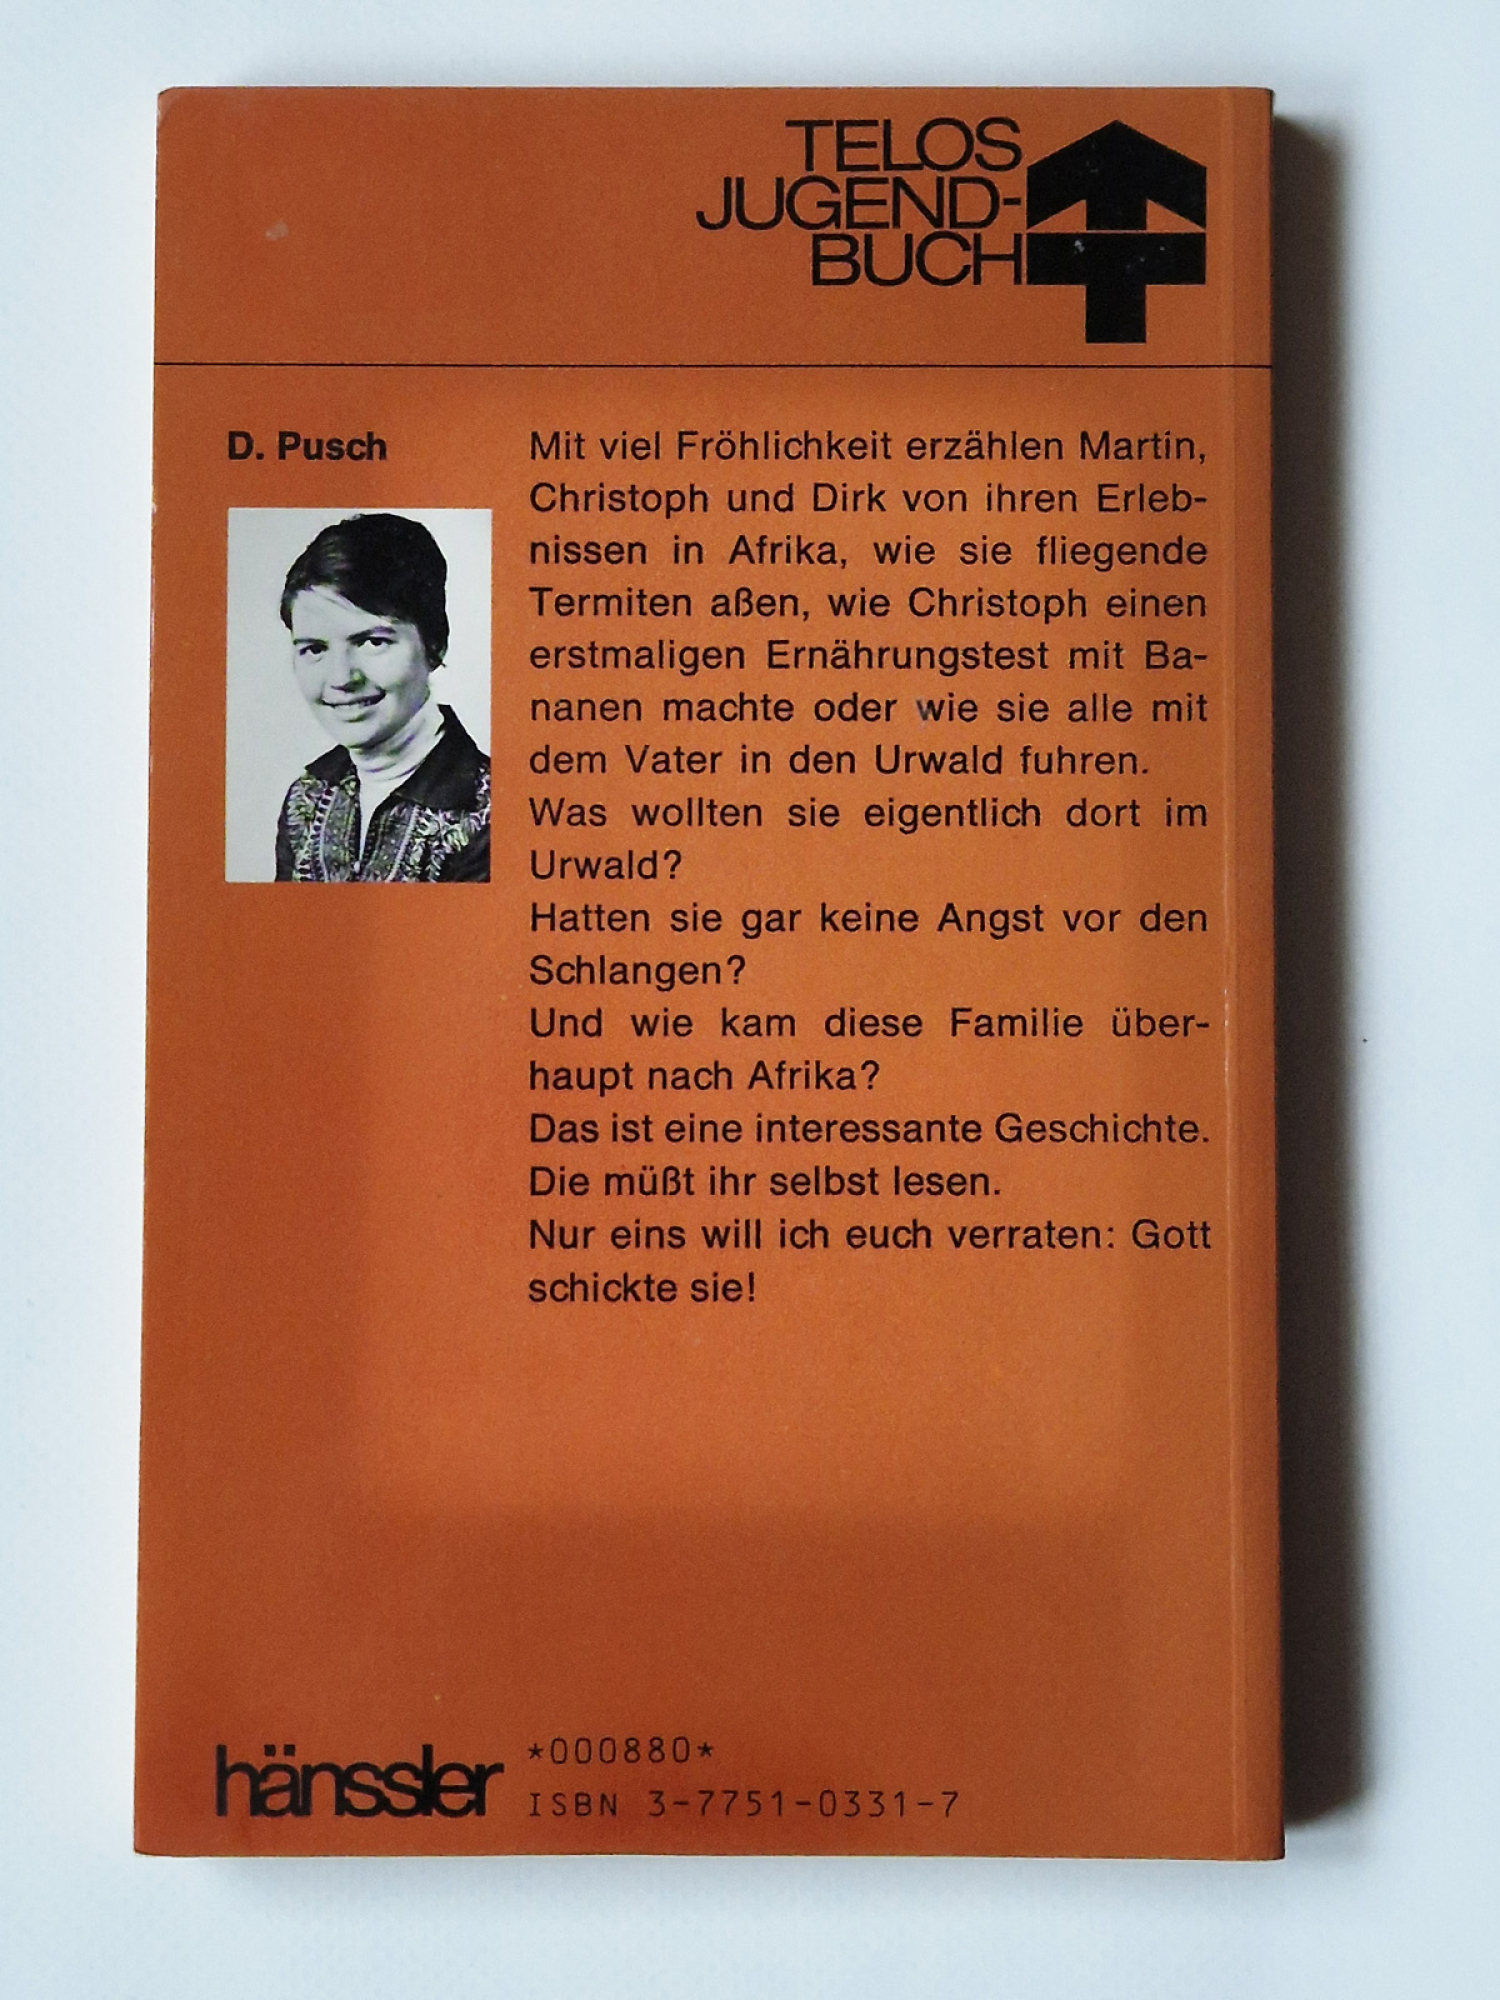 TELOS
JUGEND-
BUCH
D. Pusch
Mit viel Fröhlichkeit erzählen Martin,
Christoph und Dirk von ihren Erleb-
nissen in Afrika, wie sie fliegende
Termiten aßen, wie Christoph einen
erstmaligen Ernährungstest mit Ba-
nanen machte oder wie sie alle mit
dem Vater in den Urwald fuhren.
Was wollten sie eigentlich dort im
Urwald?
Hatten sie gar keine Angst vor den
Schlangen?
Und wie kam diese Familie über-
haupt nach Afrika?
Das ist eine interessante Geschichte.
Die müßt ihr selbst lesen.
Nur eins will ich euch verraten: Gott
schickte sie!
hänssler
*000880*
ISBN 3-7751-0331-7